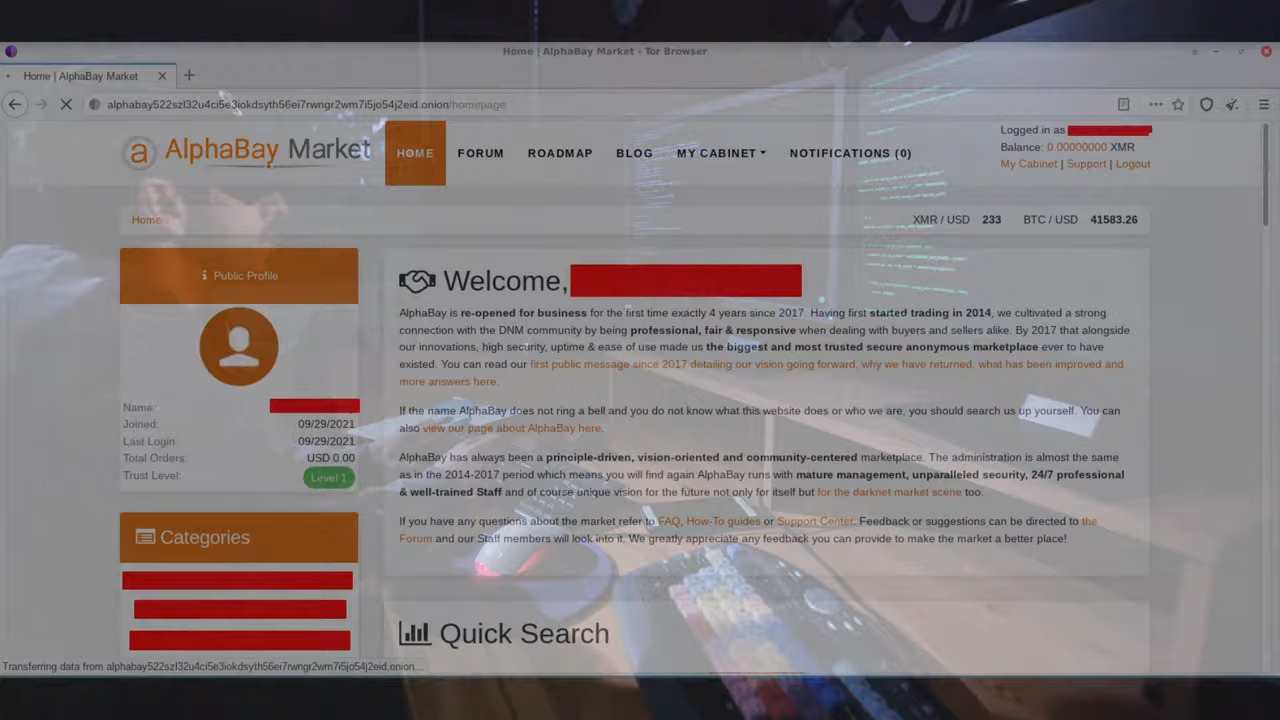 Home | AlphaBay Market - Tor Browser
Home | AlphaBay Market
alphabay522szl32u4ci5e3iokdsyth56ei7rwngr2wm7i5jo54j2eid.onion/homepage
a AlphaBay Market HOME FORUM ROADMAP BLOG MY CABINET NOTIFICATIONS (0)
Logged in as
Balance: 0.00000000 XMR
My Cabinet | Support | Logout
Home
XMR / USD 233 BTC / USD 41583.26
Public Profile
Name:
Joined: 09/29/2021
Last Login 09/29/2021
Total Orders: USD 0.00
Trust Level: Level 1
Categories
Welcome,
AlphaBay is re-opened for business for the first time exactly 4 years since 2017. Having first started trading in 2014, we cultivated a strong
connection with the DNM community by being professional, fair & responsive when dealing with buyers and sellers alike. By 2017 that alongside
our innovations, high security, uptime & ease of use made us the biggest and most trusted secure anonymous marketplace ever to have
existed. You can read our first public message since 2017 detailing our vision going forward, why we have returned, what has been improved and
more answers here.
If the name AlphaBay does not ring a bell and you do not know what this website does or who we are, you should search us up yourself. You can
also view our page about AlphaBay here.
AlphaBay has always been a principle-driven, vision-oriented and community-centered marketplace. The administration is almost the same
as in the 2014-2017 period which means you will find again AlphaBay runs with mature management, unparalleled security, 24/7 professional
& well-trained Staff and of course unique vision for the future not only for itself but for the darknet market scene too.
If you have any questions about the market refer to FAQ, How-To guides or Support Center. Feedback or suggestions can be directed to the
Forum and our Staff members will look into it. We greatly appreciate any feedback you can provide to make the market a better place!
Quick Search
Transferring data from alphabay522szl32u4ci5e3iokdsyth56ei7rwngr2wm7i5jo54j2eid.onion...